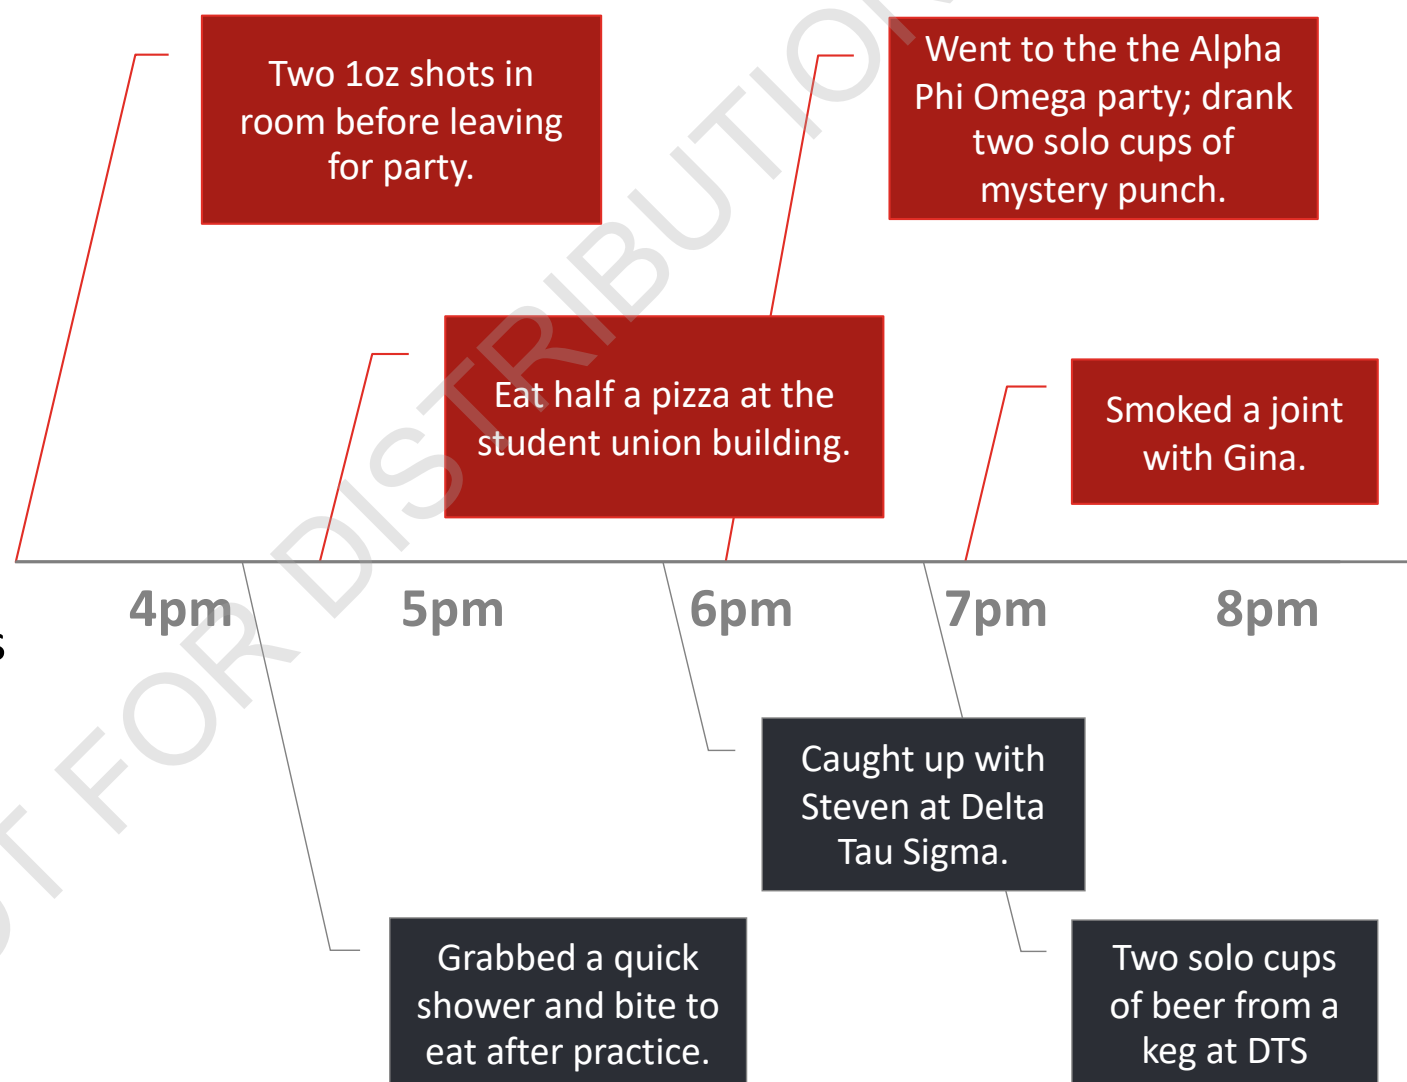 Two 1oz shots in
room before leaving
for party.
Went to the the Alpha
Phi Omega party; drank
two solo cups of
mystery punch.
Eat half a pizza at the
student union building.
Smoked a joint
with Gina.
4pm
5pm
6pm
7pm
8pm
s
Caught up with
Steven at Delta
Tau Sigma.
Grabbed a quick
shower and bite to
eat after practice.
Two solo cups
of beer from a
keg at DTS
OT FOR DISTRIBUTION